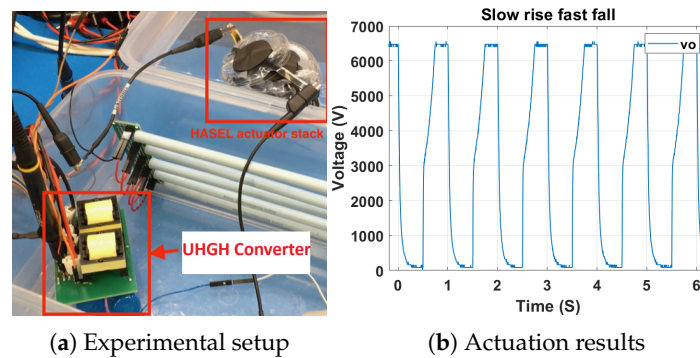 HASEL actuator stack
UHGH Converter
(a) Experimental setup
Slow rise fast fall
vo
Voltage (V)
7000
6000
5000
4000
3000
2000
1000
0
0 1 2 3 4 5 6
Time (S)
(b) Actuation results